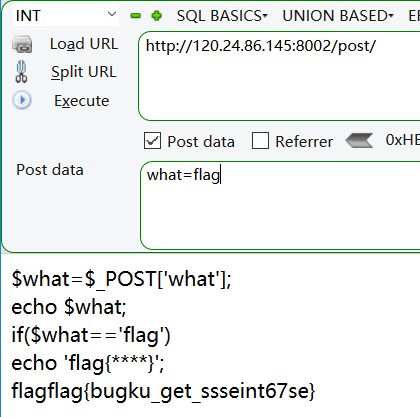 INT SQL BASICS UNION BASED
Load URL
http://120.24.86.145:8002/post/
Split URL
Execute
Post data Referrer 0xHE
Post data
what=flag
$what=$_POST['what'];
echo $what;
if($what=='flag')
echo 'flag{****}';
flagflag{bugku_get_ssseint67se}